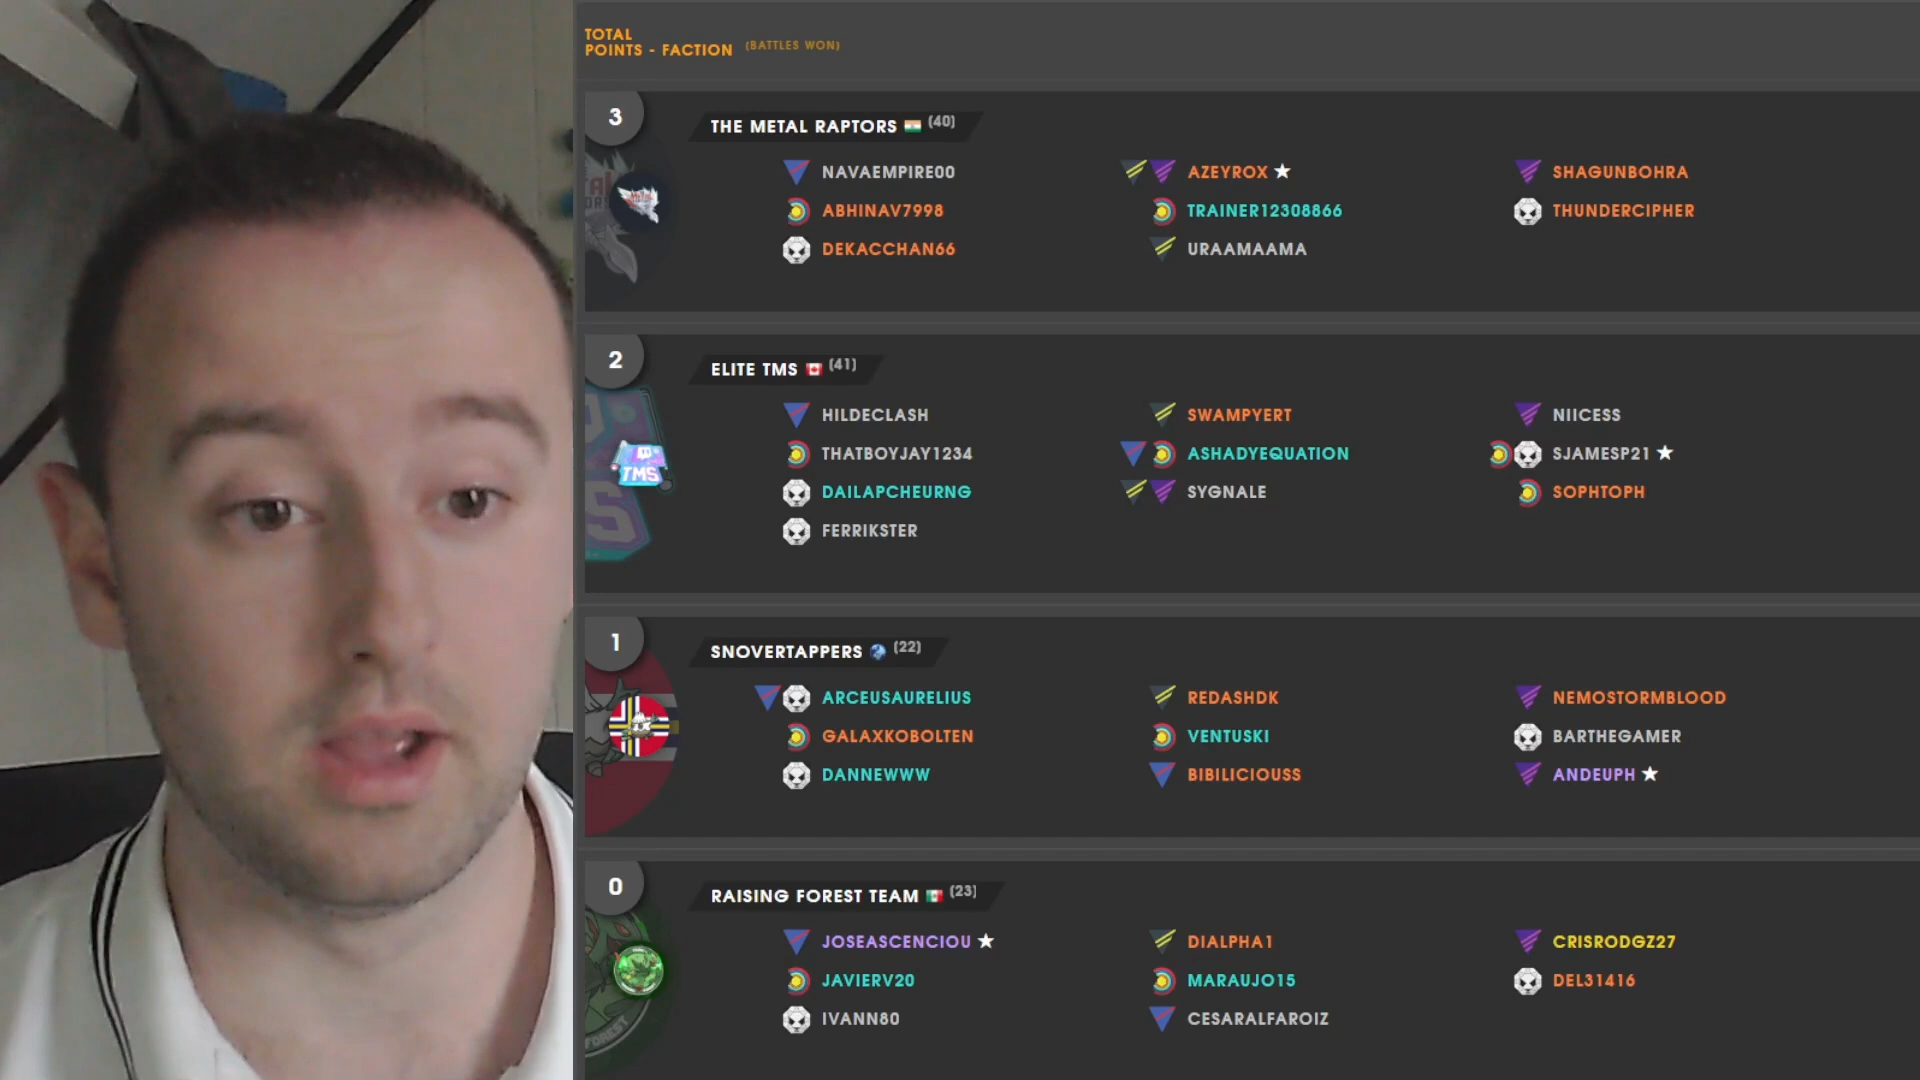 TOTAL
POINTS - FACTION (BATTLES WON)
3
THE METAL RAPTORS (40)
NAVAEMPIRE00 AZEYROX SHAGUNBOHRA
ABHINAV7998 TRAINER12308866 THUNDERCIPHER
DEKACCHAN66 URAAMAAMA
2
ELITE TMS (41)
HILDECLASH SWAMPYERT NIICESS
THATBOYJAY1234 ASHADYEQUATION SJAMESP21
TMS
DAILAPCHEURNG SYGNALE SOPHTOPH
FERRIKSTER
1
SNOVERTAPPERS (22)
ARCEUSAURELIUS REDASHDK NEMOSTORMBLOOD
GALAXKOBOLTEN VENTUSKI BARTHEGAMER
DANNEWWW BIBILICIOUSS ANDEUPH
0
RAISING FOREST TEAM (23)
JOSEASCENCIOU DIALPHA1 CRISRODGZ27
JAVIERV20 MARAUJO15 DEL31416
IVANN80 CESARALFAROIZ
FOREST